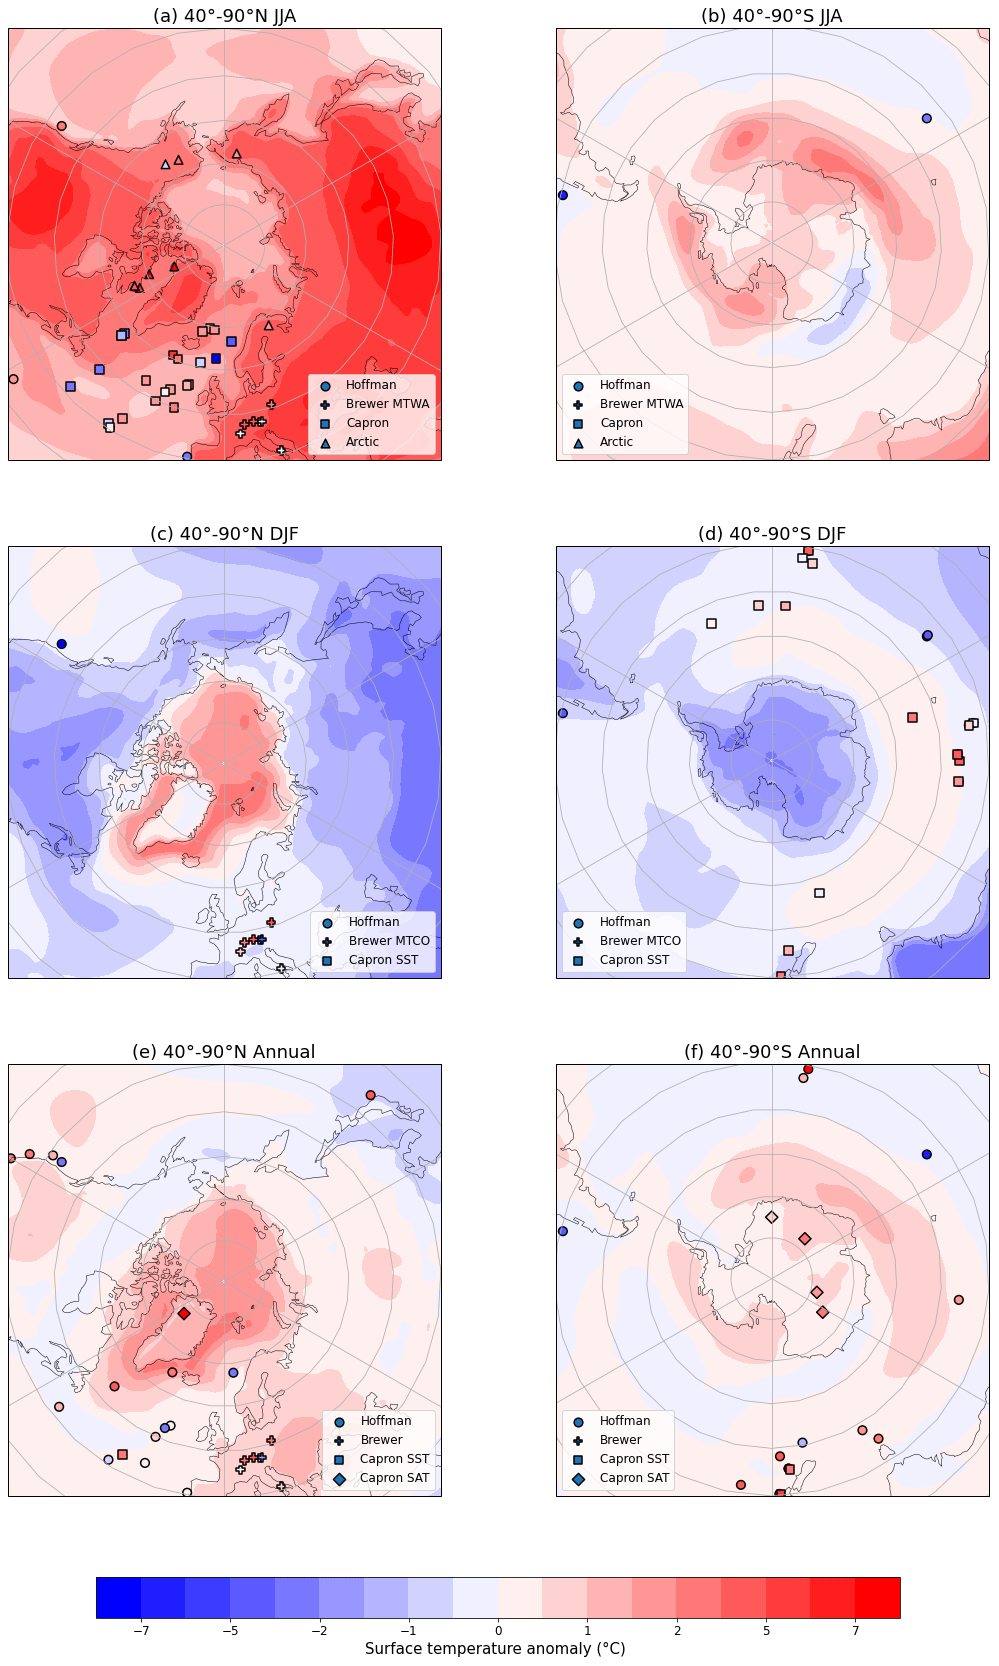 (a) 40°-90°N JJA
(b) 40°-90°S JJA
Hoffman
Brewer MTWA
Capron
Arctic
Hoffman
Brewer MTWA
Capron
Arctic
(c) 40°-90°N DJF
(d) 40°-90°S DJF
Hoffman
Brewer MTCO
Capron SST
Hoffman
Brewer MTCO
Capron SST
(e) 40°-90°N Annual
(f) 40°-90°S Annual
Hoffman
Brewer
Capron SST
Capron SAT
Hoffman
Brewer
Capron SST
Capron SAT
−7 −5 −2 −1 0 1 2 5 7
Surface temperature anomaly (°C)